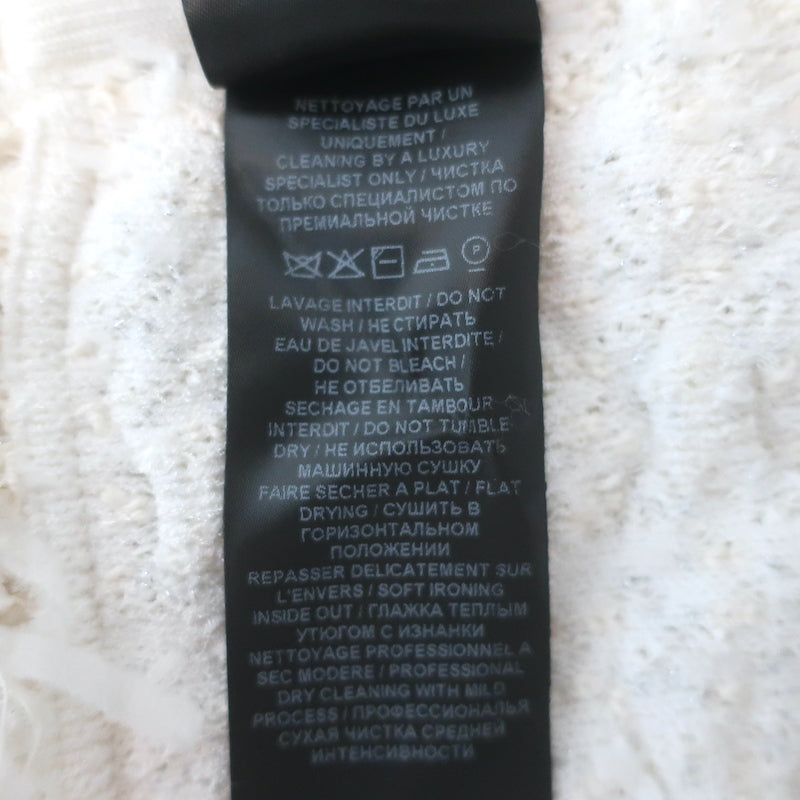 NETTOYAGE PAR UN
SPECIALISTE DU LUXE
UNIQUEMENT /
CLEANING BY A LUXURY
SPECIALIST ONLY / ЧИСТКА
ТОЛЬКО СПЕЦИАЛИСТОМ ПО
ПРЕМИАЛЬНОЙ ЧИСТКЕ
P
LAVAGE INTERDIT / DO NOT
WASH / НЕ СТИРАТЬ
EAU DE JAVEL INTERDITE /
DO NOT BLEACH /
НЕ ОТБЕЛИВАТЬ
SECHAGE EN TAMBOUR
INTERDIT / DO NOT TUMBLE
DRY / НЕ ИСПОЛЬЗОВАТЬ
МАШИННУЮ СУШКУ
FAIRE SECHER A PLAT / FLAT
DRYING / СУШИТЬ В
ГОРИЗОНТАЛЬНОМ
ПОЛОЖЕНИИ
REPASSER DELICATEMENT SUR
L'ENVERS / SOFT IRONING
INSIDE OUT / ГЛАЖКА ТЕПЛЫМ
УТЮГОМ С ИЗНАНКИ
NETTOYAGE PROFESSIONNEL A
SEC MODERE / PROFESSIONAL
DRY CLEANING WITH MILD
PROCESS / ПРОФЕССИОНАЛЬАЯ
СУХАЯ ЧИСТКА СРЕДНЕЙ
ИНТЕНСИВНОСТИ